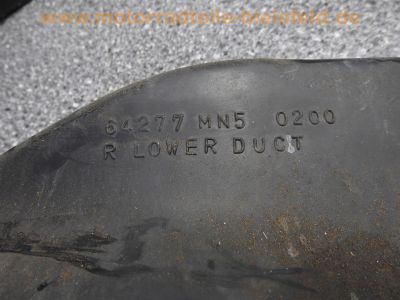 www.motorradteile-bielefeld.de
64277 MN5 0200
R LOWER DUCT